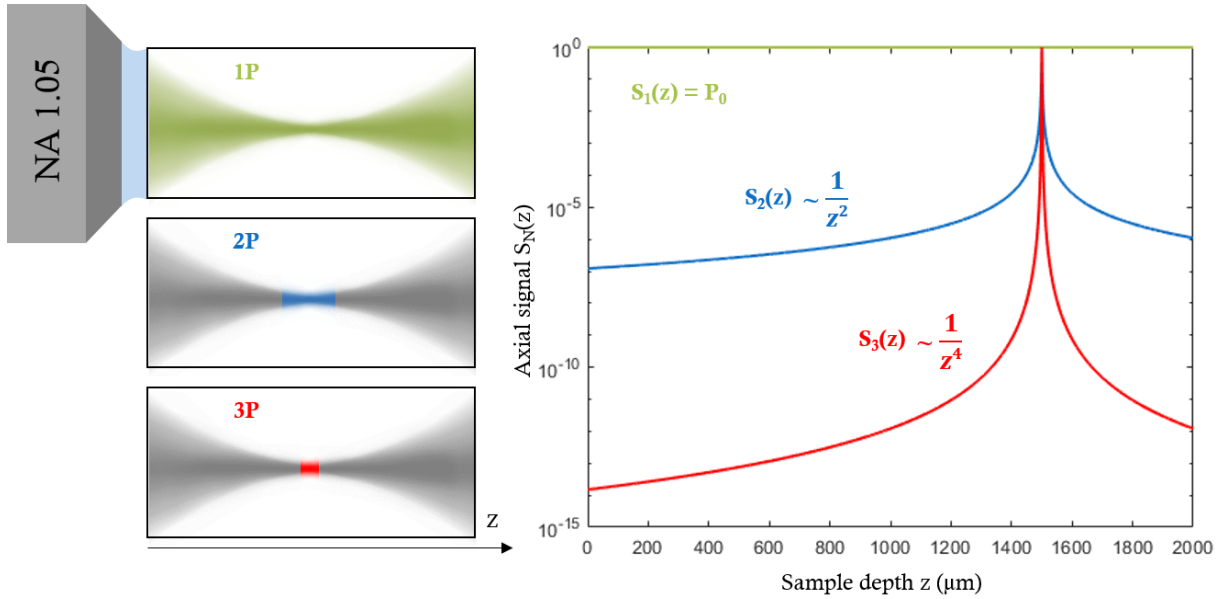 NA 1.05
1P
2P
3P
z
Axial signal S_N(z)
10^0
10^-5
10^-10
10^-15
S₁(z) = P₀
S₂(z) ~ 1/z²
S₃(z) ~ 1/z⁴
0 200 400 600 800 1000 1200 1400 1600 1800 2000
Sample depth z (µm)